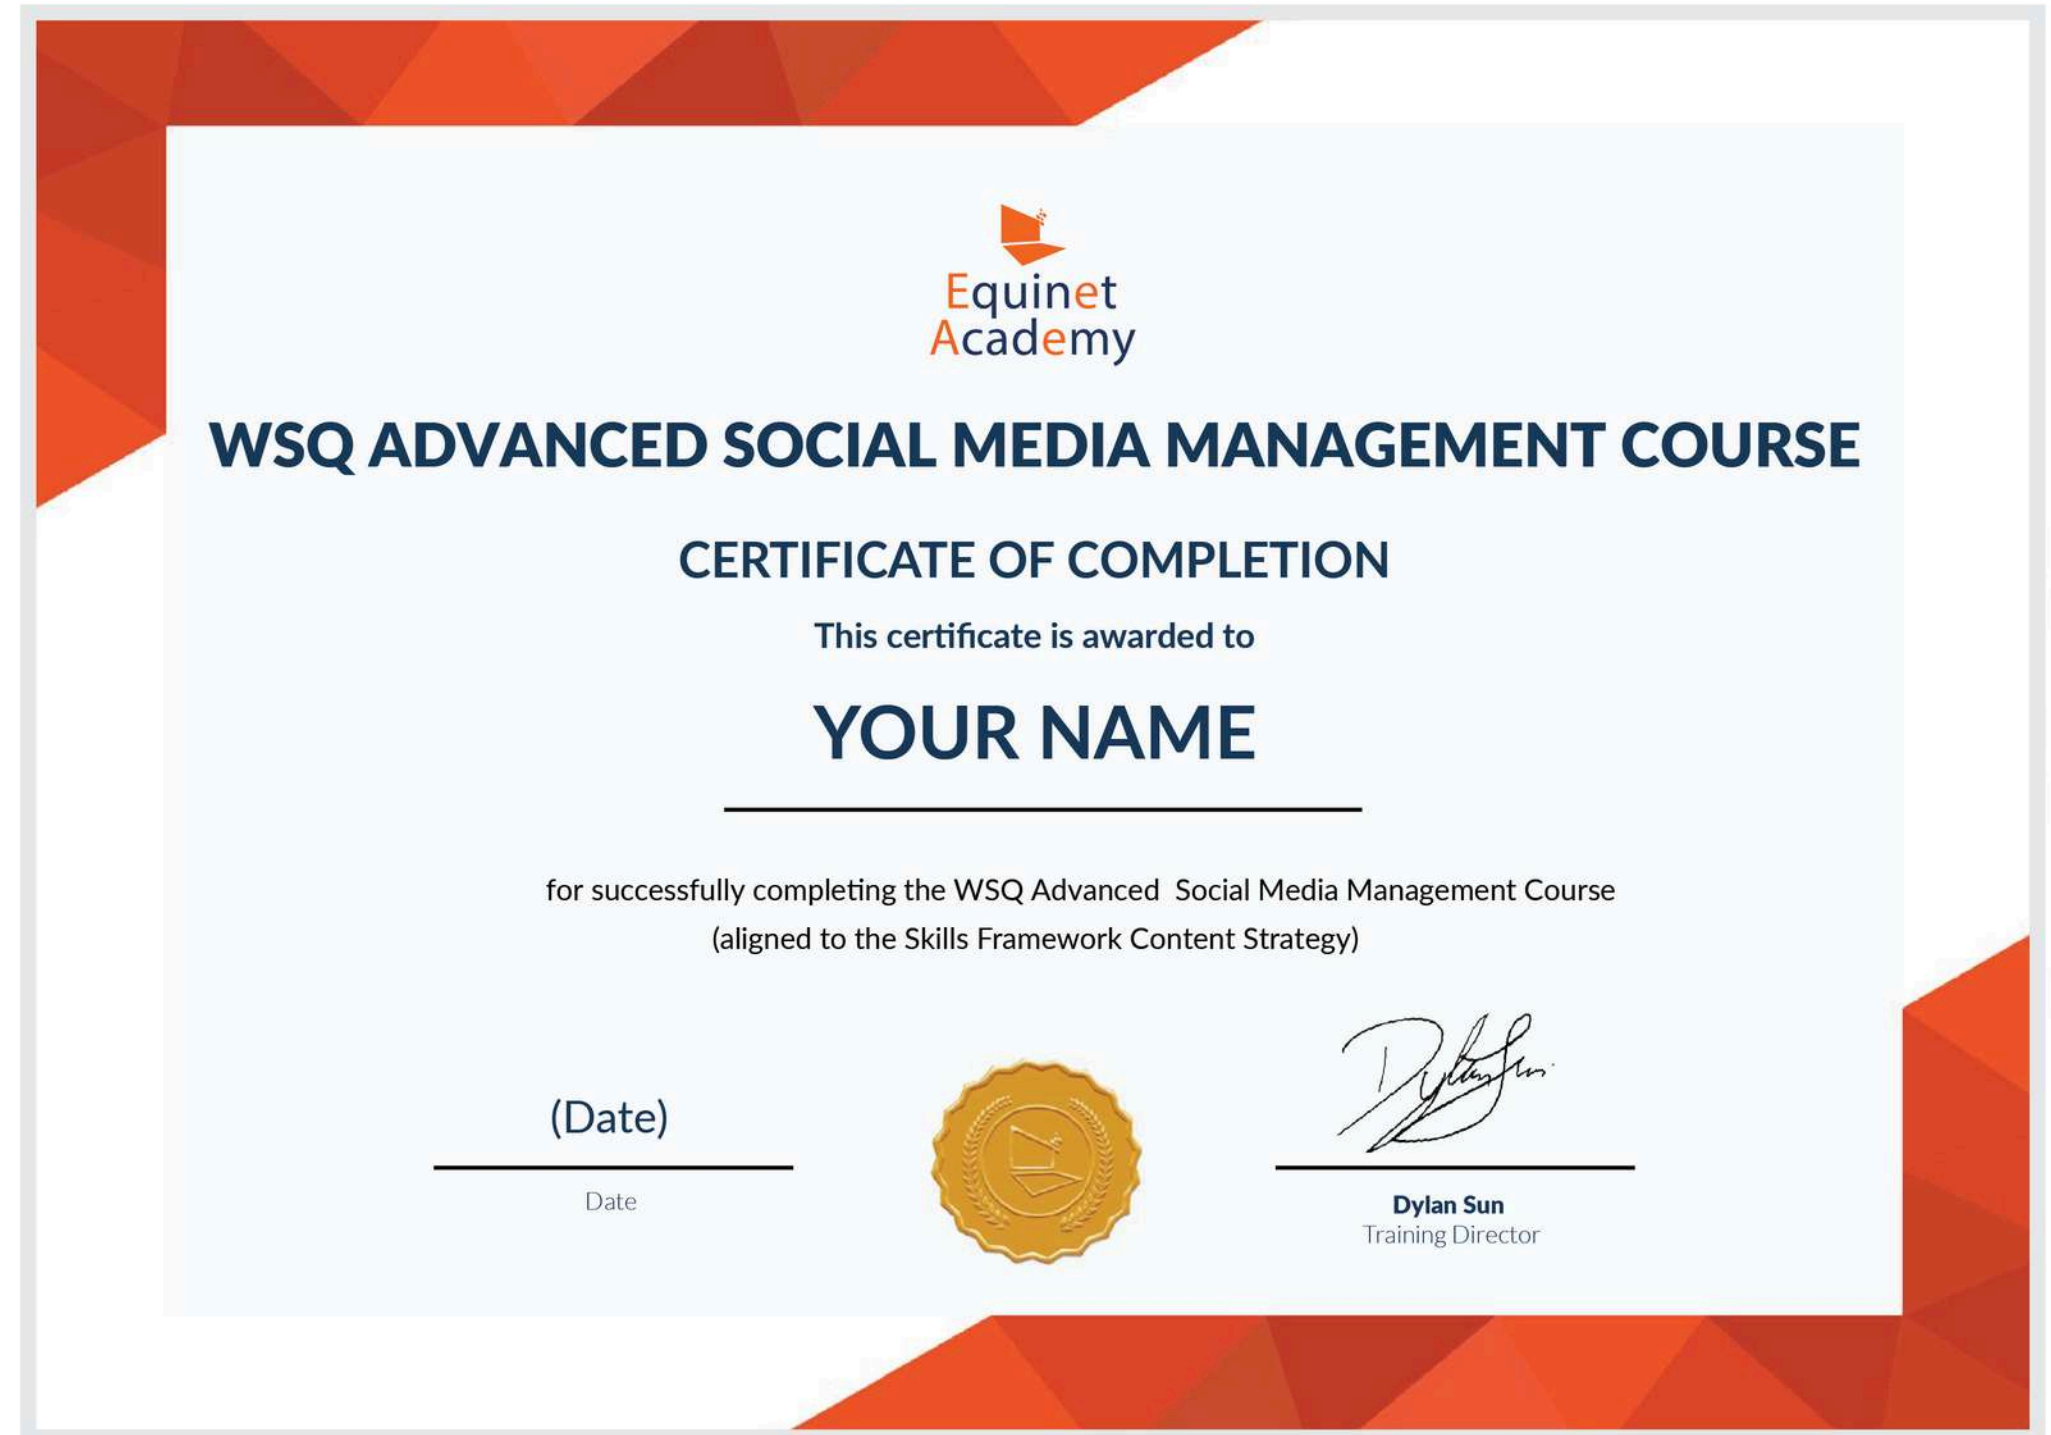 Equinet
Academy
WSQ ADVANCED SOCIAL MEDIA MANAGEMENT COURSE
CERTIFICATE OF COMPLETION
This certificate is awarded to
YOUR NAME
for successfully completing the WSQ Advanced Social Media Management Course
(aligned to the Skills Framework Content Strategy)
(Date)
Date
Dylan Sun
Dylan Sun
Training Director